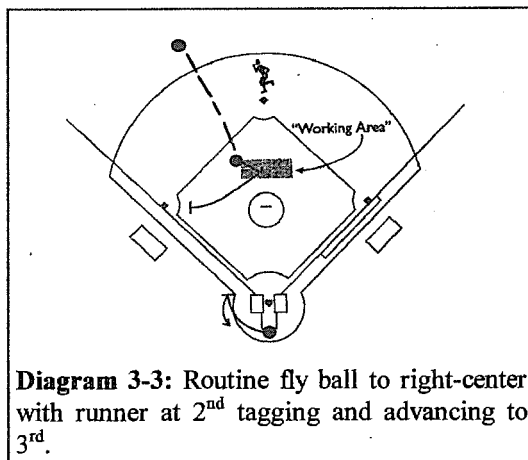 "Working Area"
Diagram 3-3: Routine fly ball to right-center
with runner at 2nd tagging and advancing to
3rd.